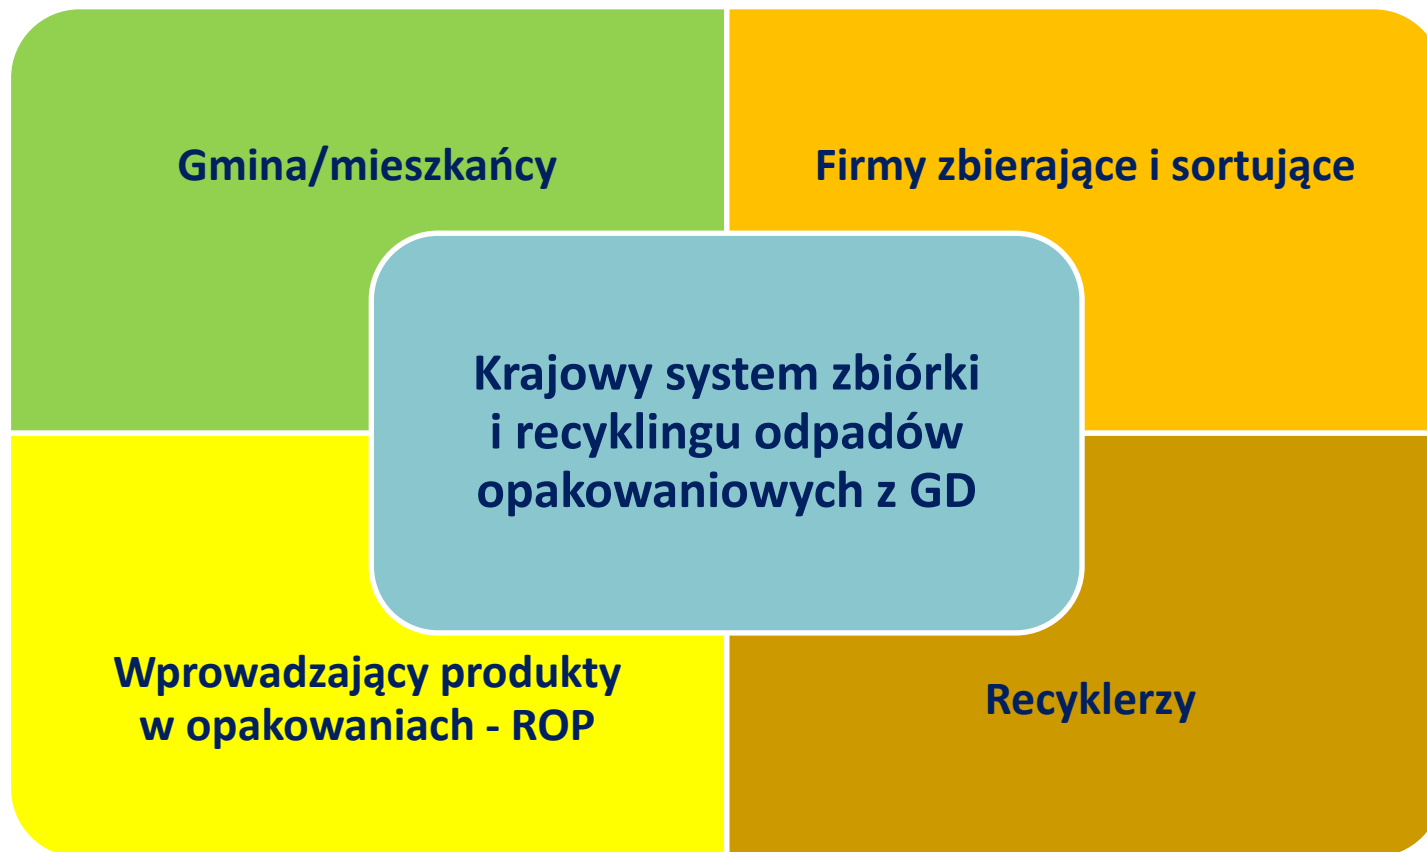 Gmina/mieszkańcy
Firmy zbierające i sortujące
Krajowy system zbiórki
i recyklingu odpadów
opakowaniowych z GD
Wprowadzający produkty
w opakowaniach - ROP
Recyklerzy